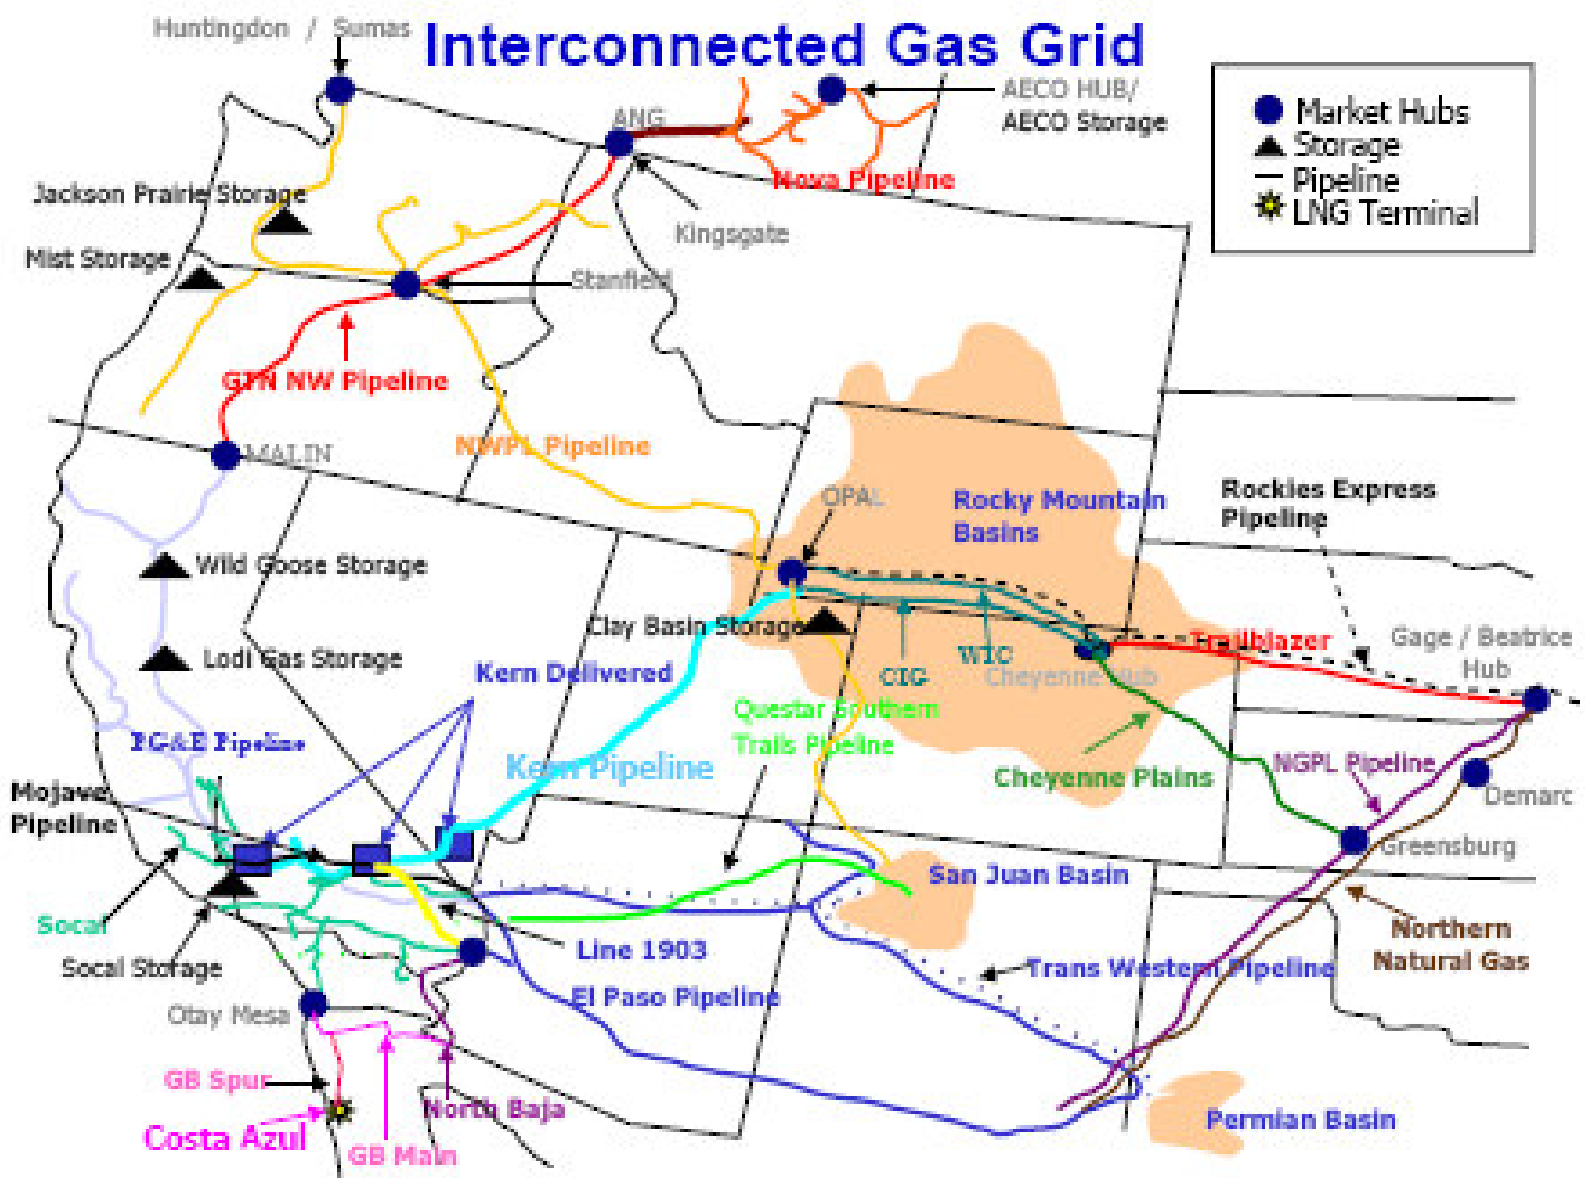 Huntingdon / Sumas
Interconnected Gas Grid
AECO HUB/
AECO Storage
Market Hubs
Storage
Pipeline
LNG Terminal
ANG
Nova Pipeline
Jackson Prairie Storage
Kingsgate
Mist Storage
Stanfield
GTN NW Pipeline
NWPL Pipeline
MALIN
OPAL
Rocky Mountain
Basins
Rockies Express
Pipeline
Wild Goose Storage
Clay Basin Storage
Lodi Gas Storage
Kern Delivered
CIG
WIC
Cheyenne Hub
Trailblazer
Gage / Beatrice
Hub
Questar Southern
Trails Pipeline
PG&E Pipeline
Kern Pipeline
Cheyenne Plains
NGPL Pipeline
Demarc
Mojave
Pipeline
Greensburg
San Juan Basin
Socal
Line 1903
Northern
Natural Gas
Socal Storage
Trans Western Pipeline
El Paso Pipeline
Otay Mesa
GB Spur
North Baja
Costa Azul
GB Main
Permian Basin